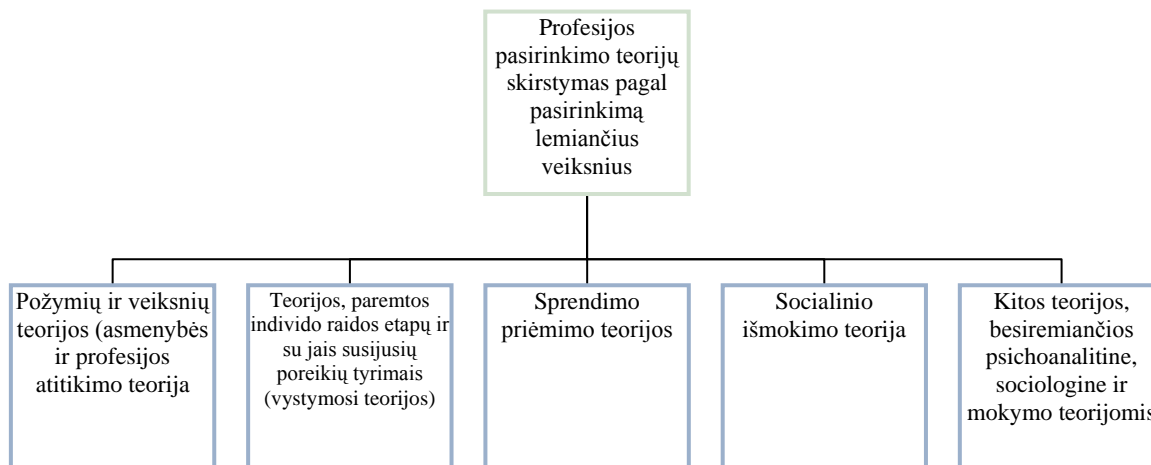 Profesijos
pasirinkimo teorijų
skirstymas pagal
pasirinkimą
lemiančius
veiksnius
Požymių ir veiksnių
teorijos (asmenybės
ir profesijos
atitikimo teorija
Teorijos, paremtos
individo raidos etapų ir
su jais susijusių
poreikių tyrimais
(vystymosi teorijos)
Sprendimo
priėmimo teorijos
Socialinio
išmokimo teorija
Kitos teorijos,
besiremiančios
psichoanalitine,
sociologine ir
mokymo teorijomis